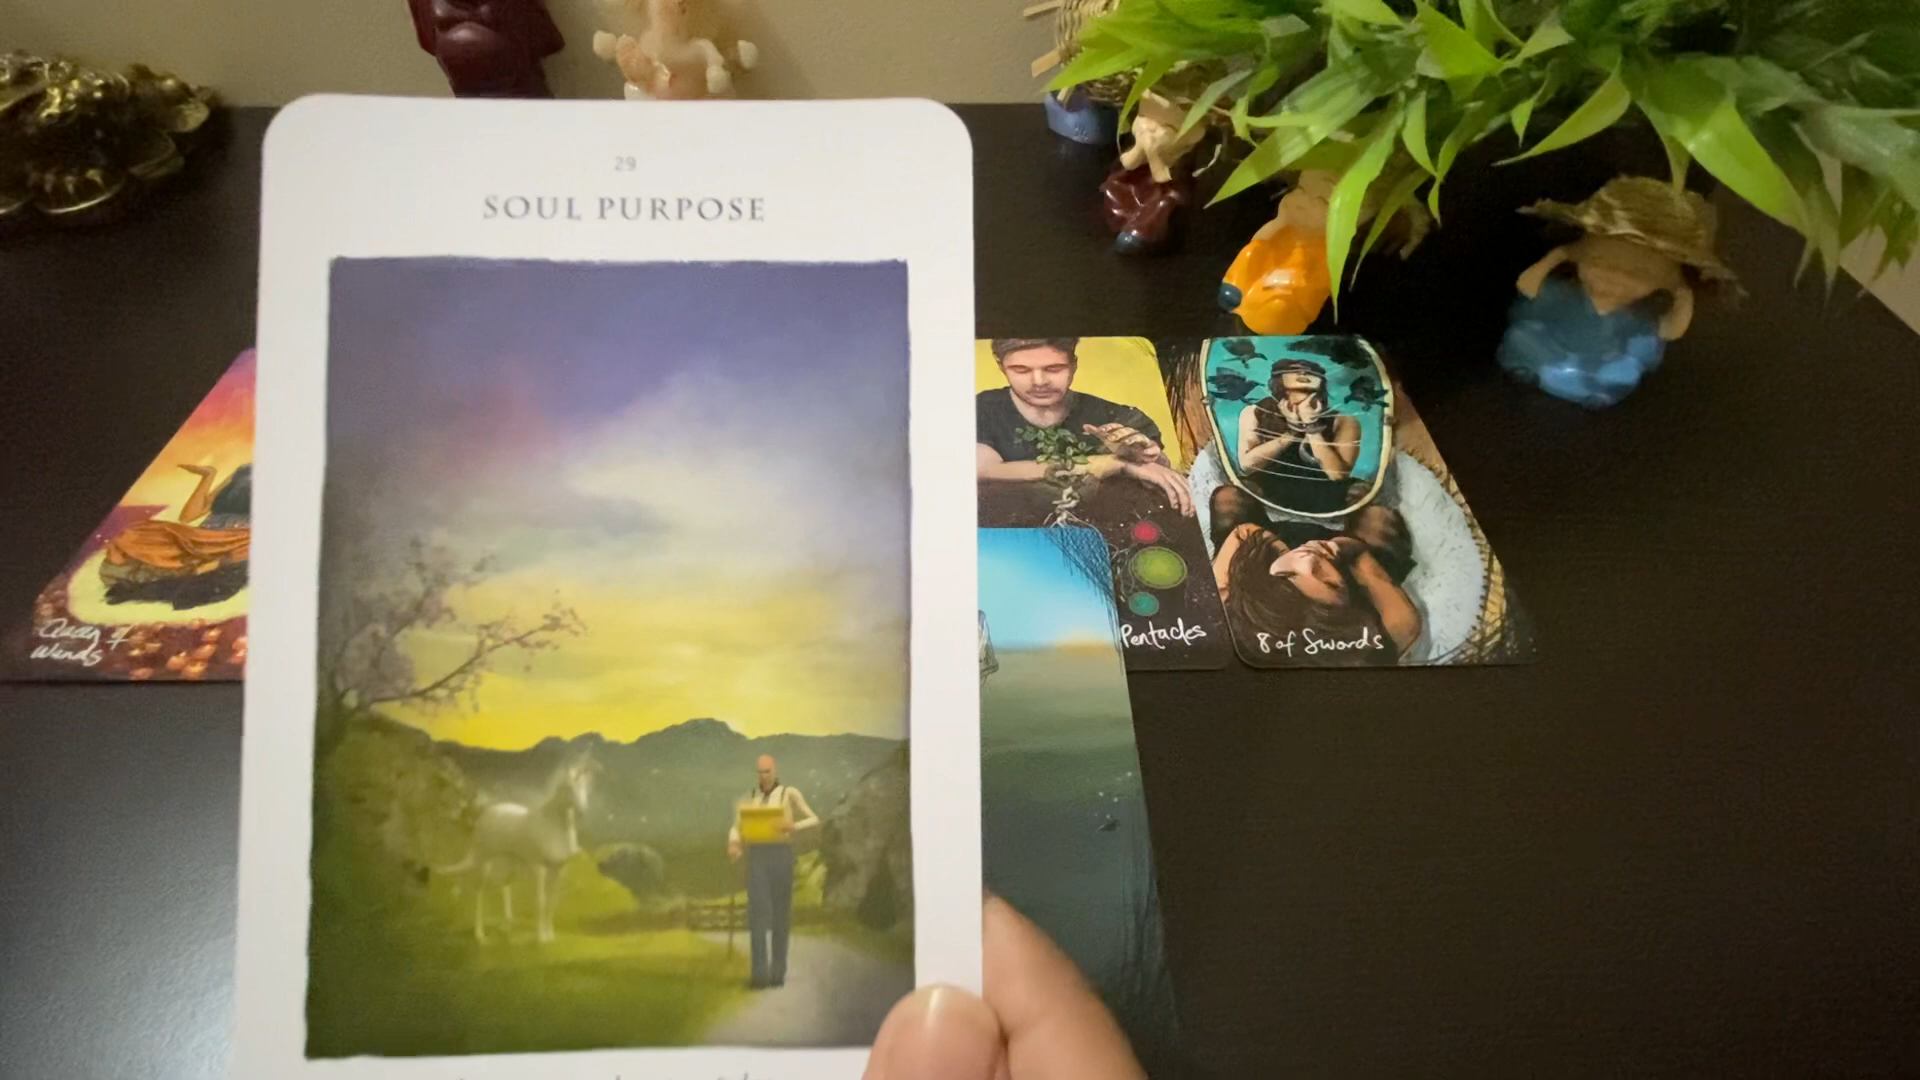 29
SOUL PURPOSE
Queen of
Wands
Pentacles
8 of Swords